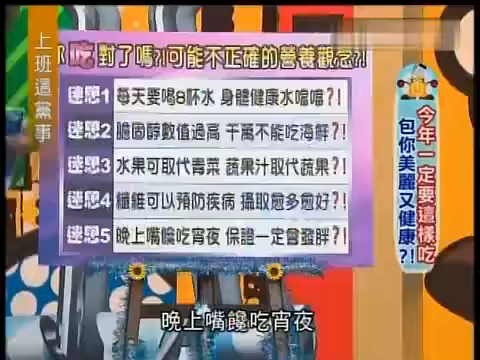 上班這黨事
你吃對了嗎?!可能不正確的營養觀念?!
迷思1 每天要喝8杯水 身體健康水噹噹?!
迷思2 膽固醇數值過高 千萬不能吃海鮮?!
迷思3 水果可取代青菜 蔬果汁取代蔬果?!
迷思4 纖維可以預防疾病 攝取愈多愈好?!
迷思5 晚上嘴饞吃宵夜 保證一定會發胖?!
今年一定要這樣吃
包你美麗又健康?!
晚上嘴饞吃宵夜